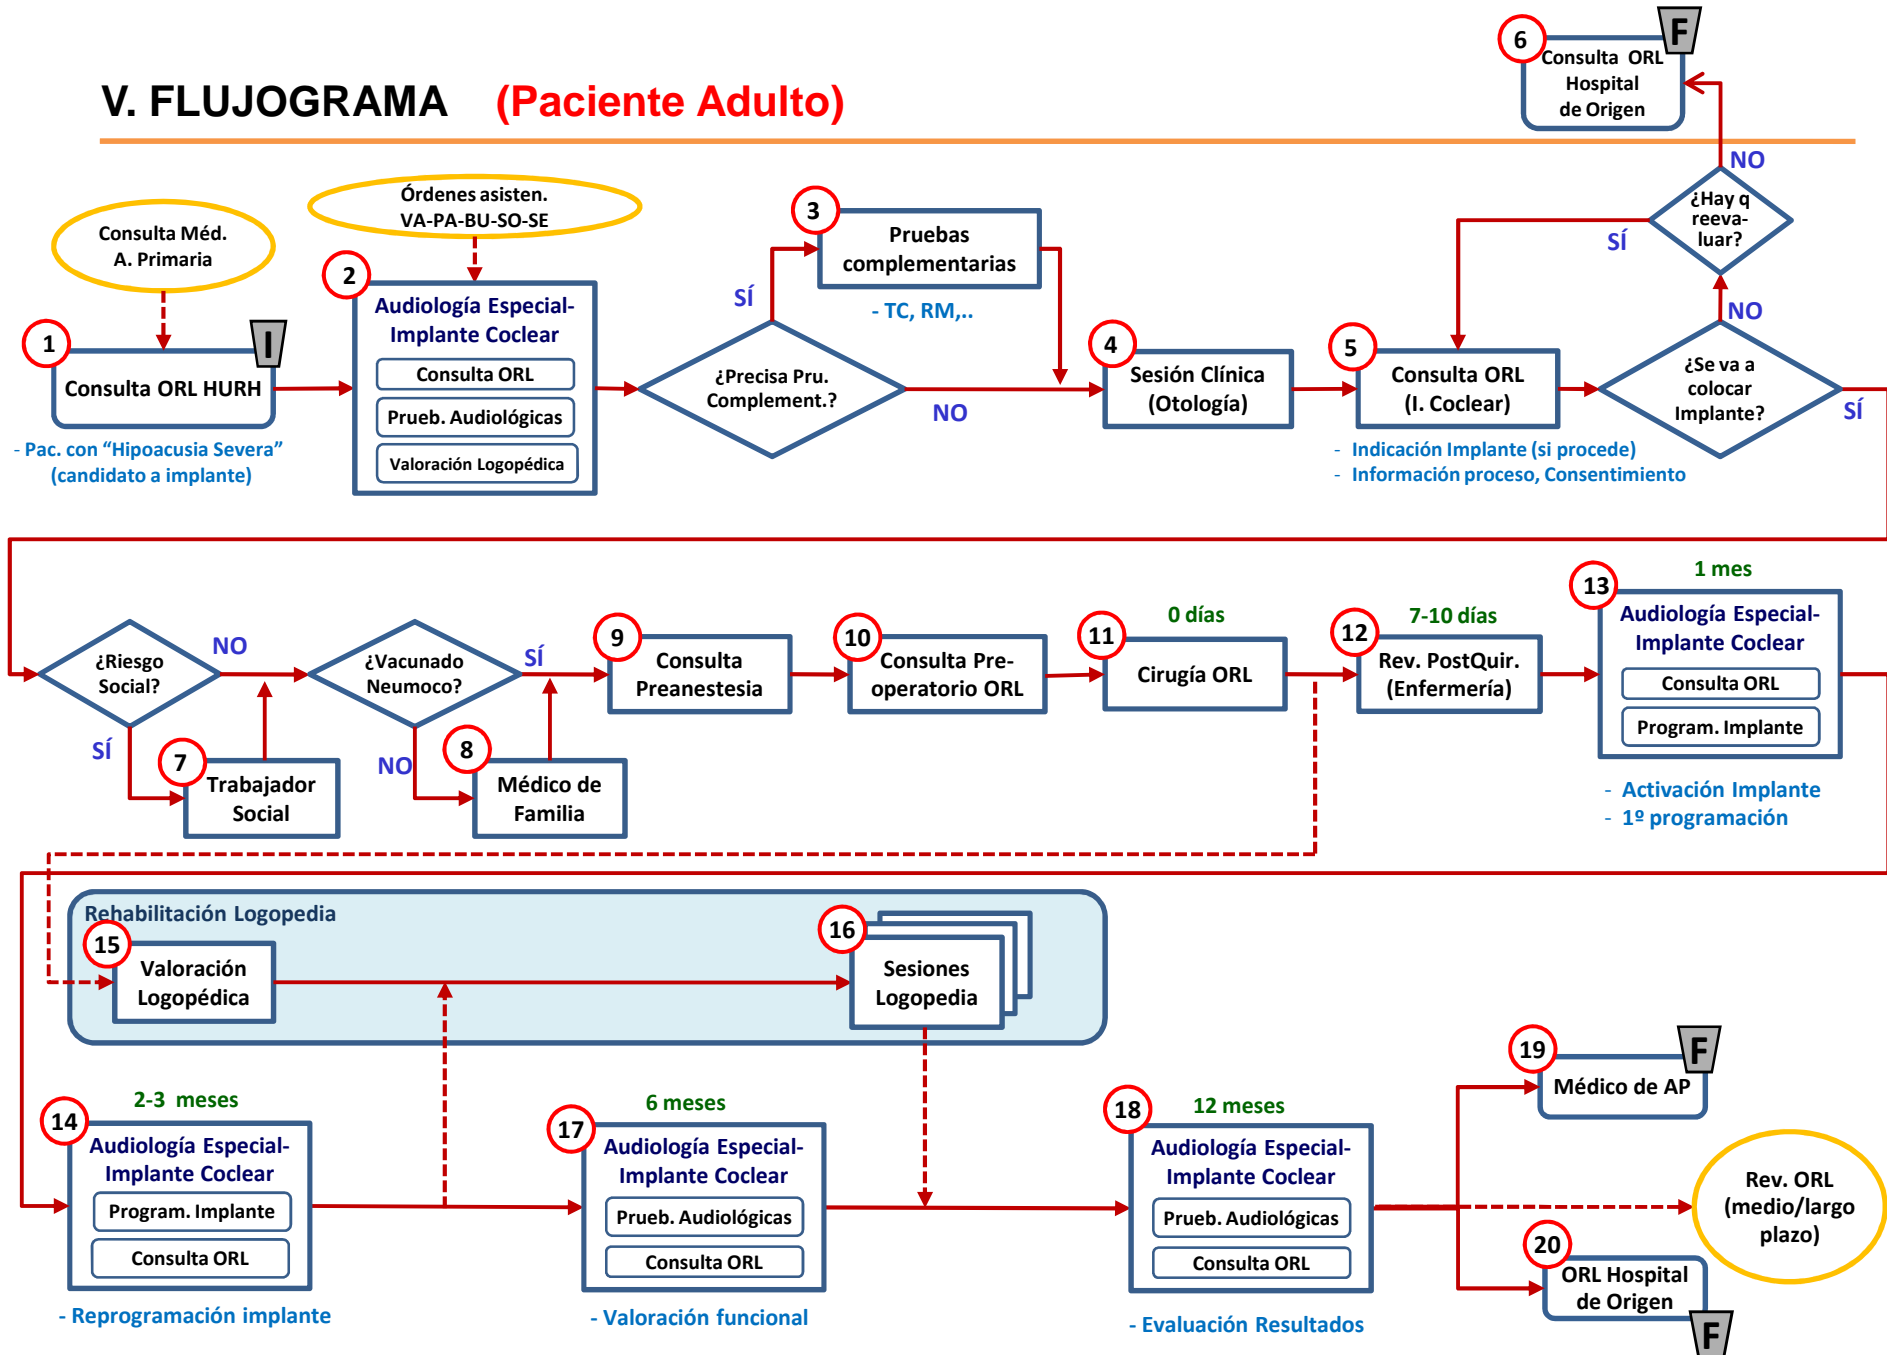 V. FLUJOGRAMA (Paciente Adulto)
6
F
Consulta ORL
Hospital
de Origen
NO
¿Hay q
reeva-
luar?
SÍ
NO
Consulta Méd.
A. Primaria
Órdenes asisten.
VA-PA-BU-SO-SE
1
I
Consulta ORL HURH
- Pac. con "Hipoacusia Severa"
(candidato a implante)
2
Audiología Especial-
Implante Coclear
Consulta ORL
Prueb. Audiológicas
Valoración Logopédica
¿Precisa Pru.
Complement.?
SÍ
NO
3
Pruebas
complementarias
- TC, RM,..
4
Sesión Clínica
(Otología)
5
Consulta ORL
(I. Coclear)
- Indicación Implante (si procede)
- Información proceso, Consentimiento
¿Se va a
colocar
Implante?
SÍ
¿Riesgo
Social?
NO
SÍ
7
Trabajador
Social
¿Vacunado
Neumoco?
SÍ
NO
8
Médico de
Familia
9
Consulta
Preanestesia
10
Consulta Pre-
operatorio ORL
0 días
11
Cirugía ORL
7-10 días
12
Rev. PostQuir.
(Enfermería)
1 mes
13
Audiología Especial-
Implante Coclear
Consulta ORL
Program. Implante
- Activación Implante
- 1º programación
Rehabilitación Logopedia
15
Valoración
Logopédica
16
Sesiones
Logopedia
2-3 meses
14
Audiología Especial-
Implante Coclear
Program. Implante
Consulta ORL
- Reprogramación implante
6 meses
17
Audiología Especial-
Implante Coclear
Prueb. Audiológicas
Consulta ORL
- Valoración funcional
12 meses
18
Audiología Especial-
Implante Coclear
Prueb. Audiológicas
Consulta ORL
- Evaluación Resultados
19
F
Médico de AP
Rev. ORL
(medio/largo
plazo)
20
ORL Hospital
de Origen
F